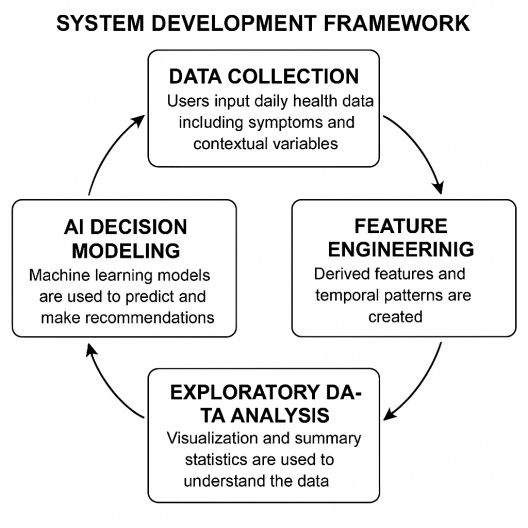 SYSTEM DEVELOPMENT FRAMEWORK
DATA COLLECTION
Users input daily health data
including symptoms and
contextual variables
FEATURE
ENGINEERINIG
Derived features and
temporal patterns are
created
EXPLORATORY DA-
TA ANALYSIS
Visualization and summary
statistics are used to
understand the data
AI DECISION
MODELING
Machine learning models
are used to predict and
make recommendations